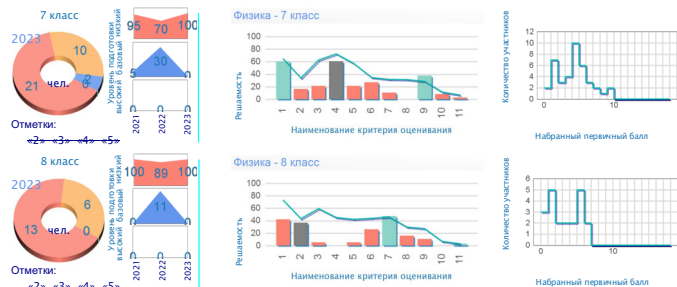 7 класс
2023
10
21
чел.
2
0
Отметки:
«2» «3» «4» «5»
Уровень подготовки
высокий базовый низкий
95 70 100
5 30 0
0 0 0
2021 2022 2023
Физика - 7 класс
Решаемость
100
80
60
40
20
0
1 2 3 4 5 6 7 8 9 10 11
Наименование критерия оценивания
Количество участников
12
10
8
6
4
2
0
0 10
Набранный первичный балл
8 класс
2023
6
13
чел.
0
Отметки:
«2» «3» «4» «5»
Уровень подготовки
высокий базовый низкий
100 89 100
0 11 0
0 0 0
2021 2022 2023
Физика - 8 класс
Решаемость
100
80
60
40
20
0
1 2 3 4 5 6 7 8 9 10 11
Наименование критерия оценивания
Количество участников
6
5
4
3
2
1
0
0 10
Набранный первичный балл